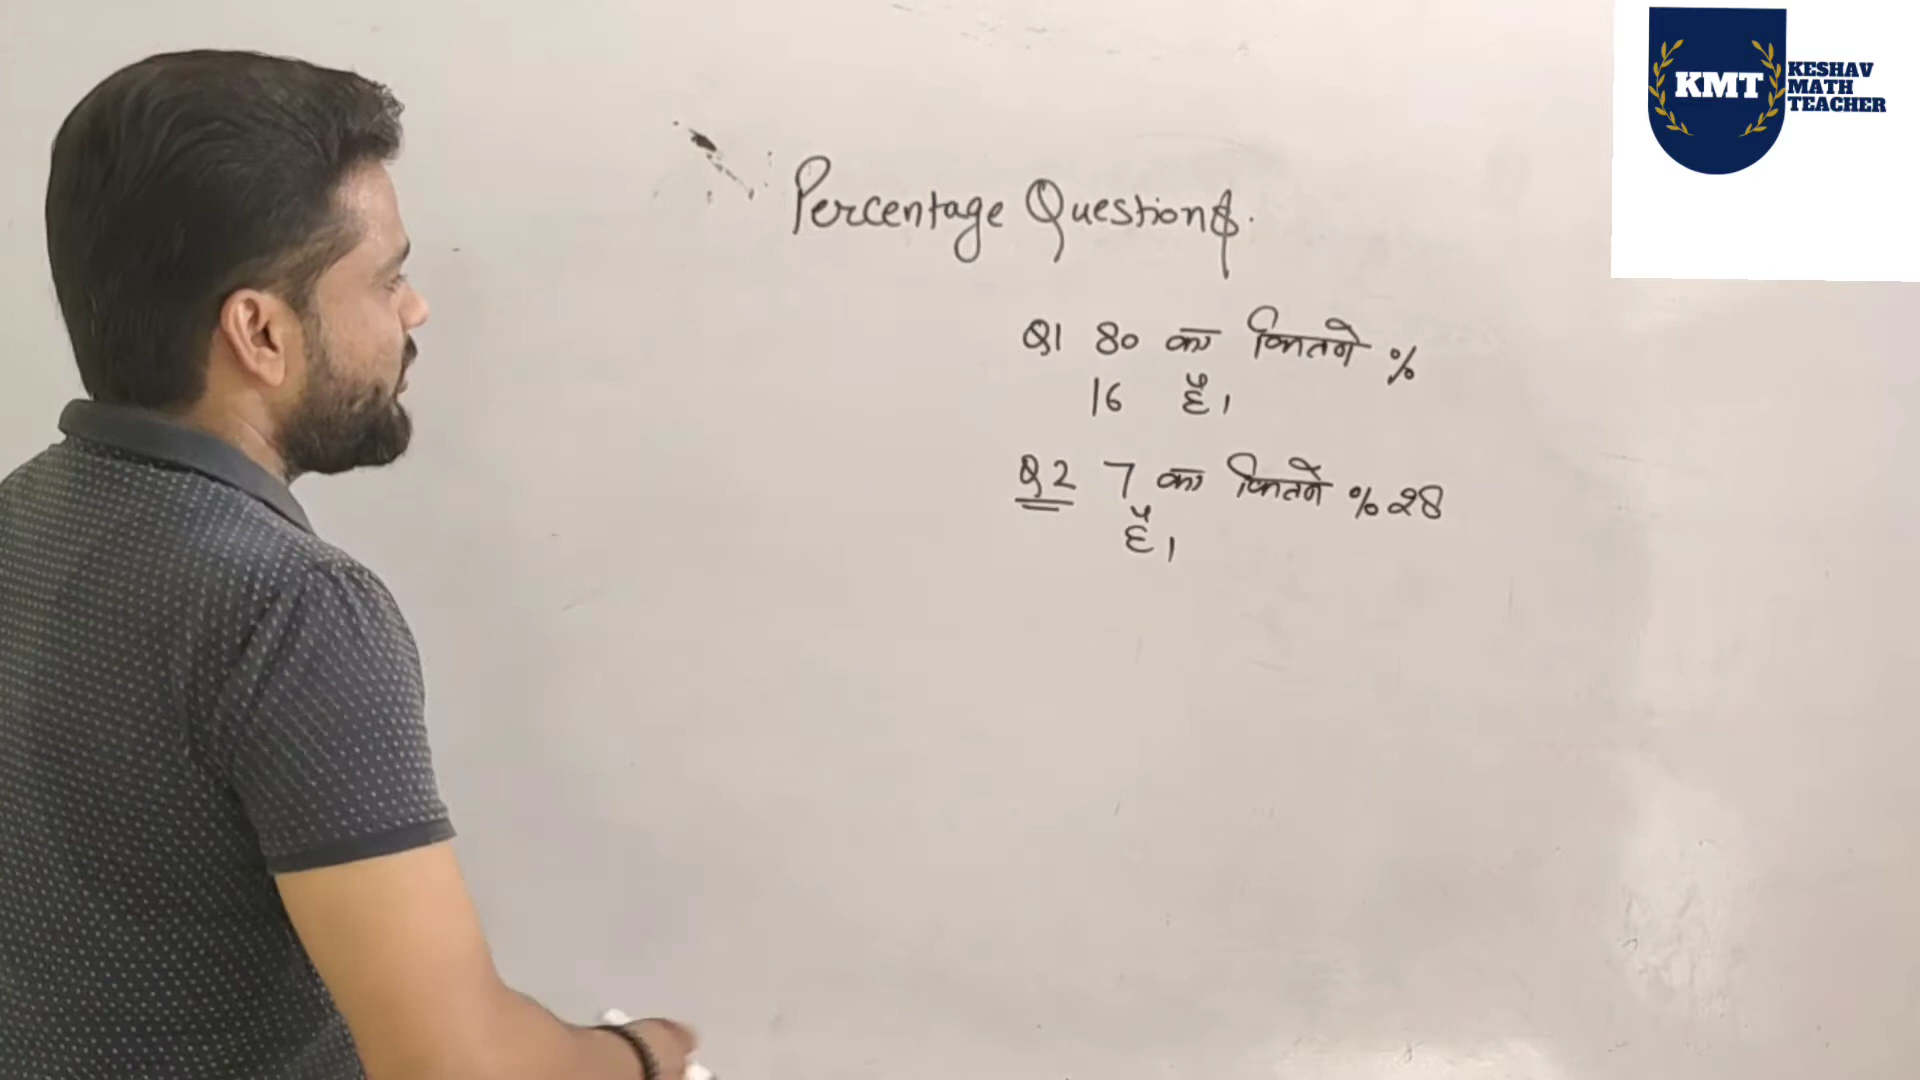 KMT
KESHAV
MATH
TEACHER
Percentage Questions.
Q1 80 का कितने %
16 है।
Q2 7 का कितने % 28
है।